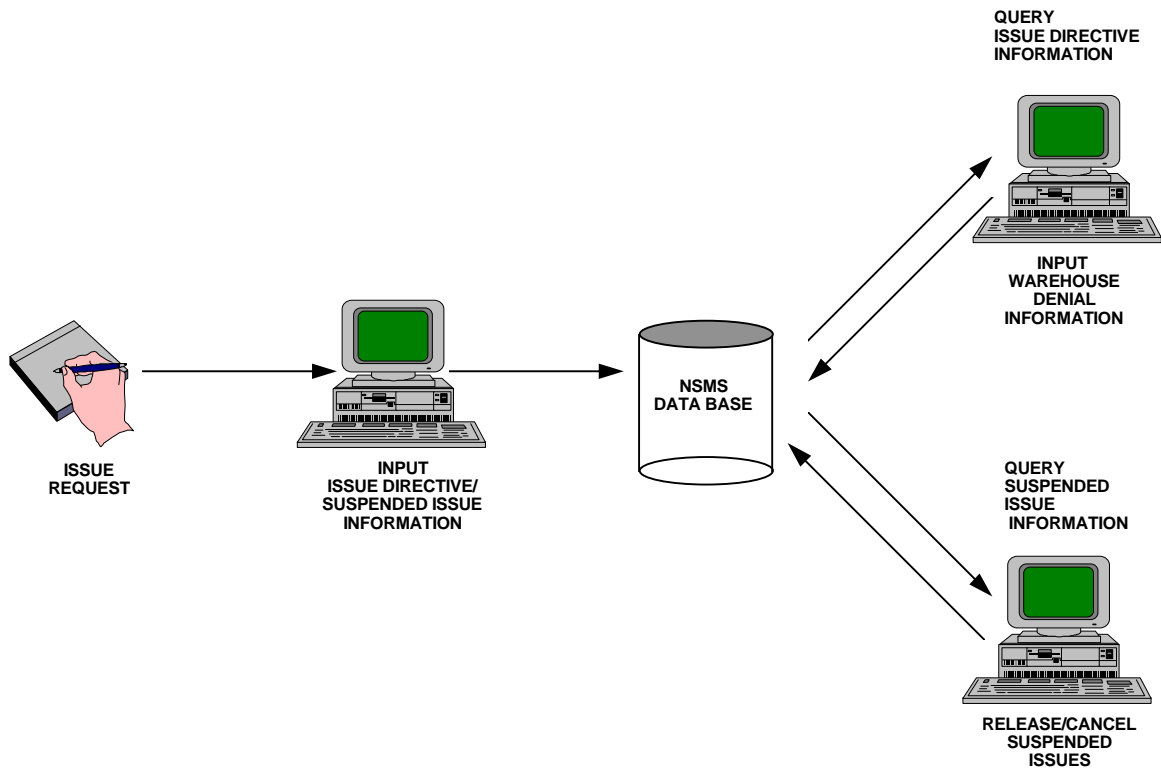 ISSUE
REQUEST
INPUT
ISSUE DIRECTIVE/
SUSPENDED ISSUE
INFORMATION
NSMS
DATA BASE
QUERY
ISSUE DIRECTIVE
INFORMATION
INPUT
WAREHOUSE
DENIAL
INFORMATION
QUERY
SUSPENDED
ISSUE
INFORMATION
RELEASE/CANCEL
SUSPENDED
ISSUES